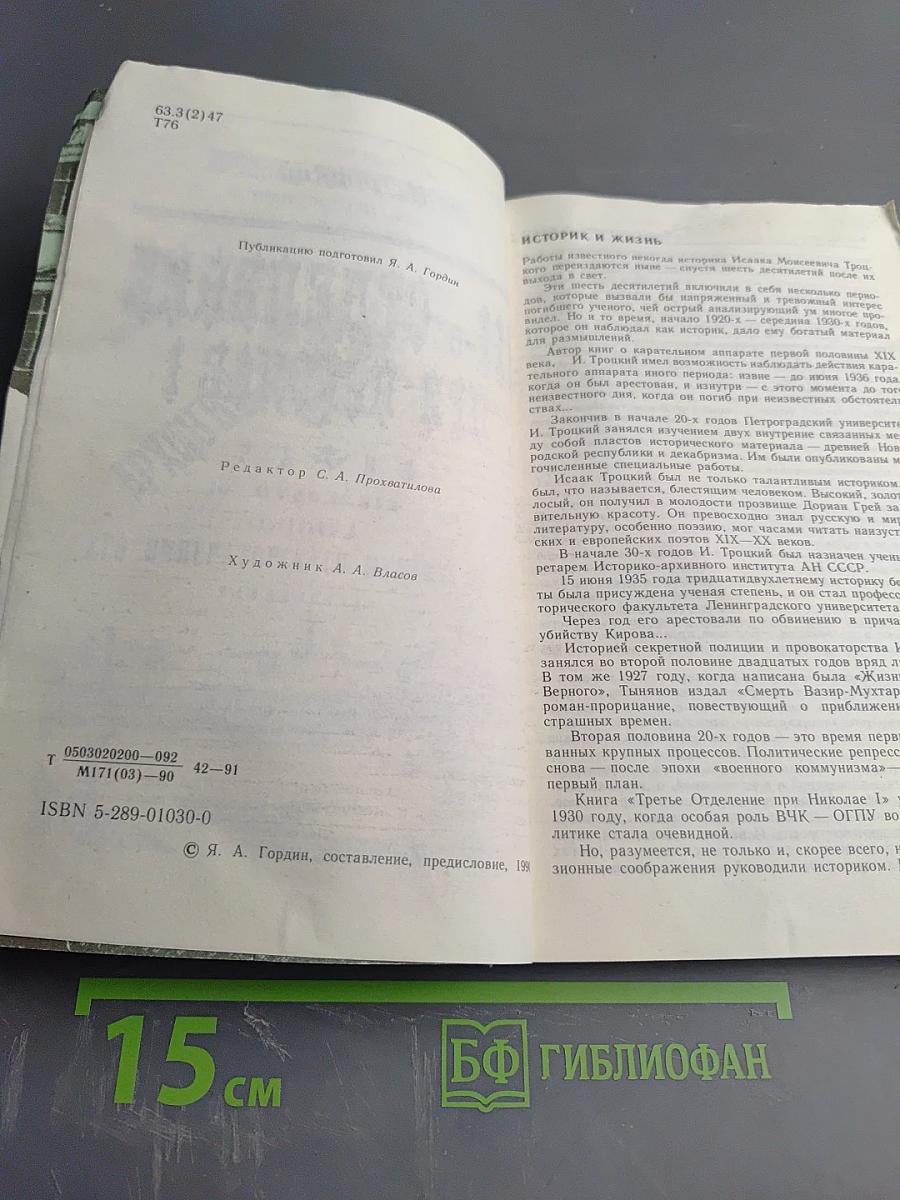 63.3(2)47
Т76
Публикацию подготовил Я. А. Гордин
Редактор С. А. Прохватилова
Художник А. А. Власов
Т 0503020200—092
М171(03)—90 42—91
ISBN 5-289-01030-0
© Я. А. Гордин, составление, предисловие, 199
ИСТОРИК И ЖИЗНЬ
Работы известного некогда историка Исаака Моисеевича Троц-
кого переиздаются ныне — спустя шесть десятилетий после их
выхода в свет.
Эти шесть десятилетий включили в себя несколько перио-
дов, которые вызвали бы напряженный и тревожный интерес
погибшего ученого, чей острый анализирующий ум многое про-
видел. Но и то время, начало 1920-х — середина 1930-х годов,
которое он наблюдал как историк, дало ему богатый материал
для размышлений.
Автор книг о карательном аппарате первой половины XIX
века, И. Троцкий имел возможность наблюдать действия кара-
тельного аппарата иного периода: извне — до июня 1936 года,
когда он был арестован, и изнутри — с этого момента до того
неизвестного дня, когда он погиб при неизвестных обстоятель
ствах...
Закончив в начале 20-х годов Петроградский университе
И. Троцкий занялся изучением двух внутренне связанных ме
ду собой пластов исторического материала — древней Нов
родской республики и декабризма. Им были опубликованы м
гочисленные специальные работы.
Исаак Троцкий был не только талантливым историком.
был, что называется, блестящим человеком. Высокий, золот
лосый, он получил в молодости прозвище Дориан Грей за
вительную красоту. Он превосходно знал русскую и мир
литературу, особенно поэзию, мог часами читать наизуст
ских и европейских поэтов XIX—XX веков.
В начале 30-х годов И. Троцкий был назначен учень
ретарем Историко-архивного института АН СССР.
15 июня 1935 года тридцатидвухлетнему историку бе
ты была присуждена ученая степень, и он стал професс
торического факультета Ленинградского университета
Через год его арестовали по обвинению в прича
убийству Кирова...
Историей секретной полиции и провокаторства И
занялся во второй половине двадцатых годов вряд л
В том же 1927 году, когда написана была «Жизн
Верного», Тынянов издал «Смерть Вазир-Мухтар
роман-прорицание, повествующий о приближени
страшных времен.
Вторая половина 20-х годов — это время перв
ванных крупных процессов. Политические репресс
снова — после эпохи «военного коммунизма»—
первый план.
Книга «Третье Отделение при Николае I» у
1930 году, когда особая роль ВЧК — ОГПУ во
литике стала очевидной.
Но, разумеется, не только и, скорее всего, н
зионные соображения руководили историком.
15 см
БФ ГИБЛИОФАН